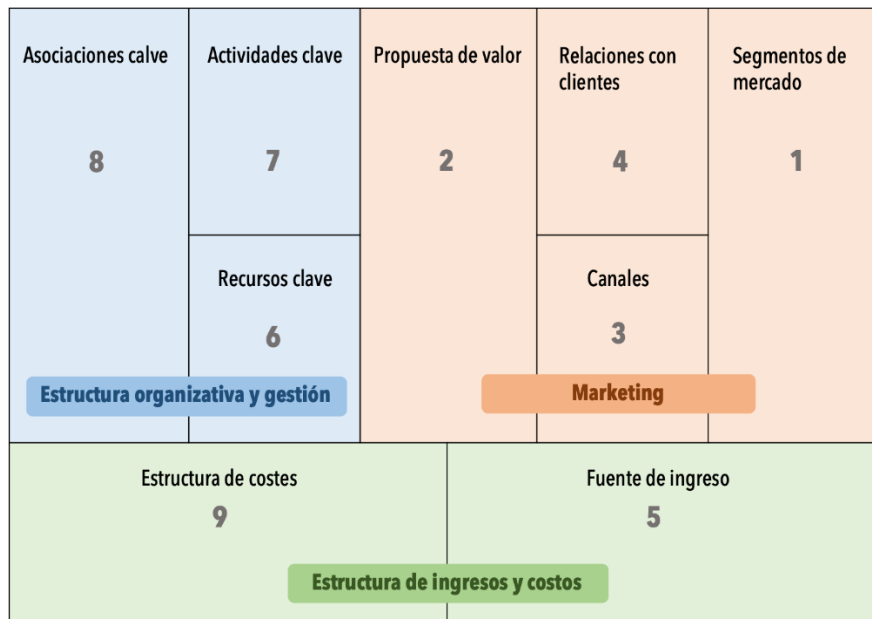 Asociaciones calve
8
Actividades clave
7
Recursos clave
6
Estructura organizativa y gestión
Propuesta de valor
2
Relaciones con
clientes
4
Canales
3
Segmentos de
mercado
1
Marketing
Estructura de costes
9
Fuente de ingreso
5
Estructura de ingresos y costos